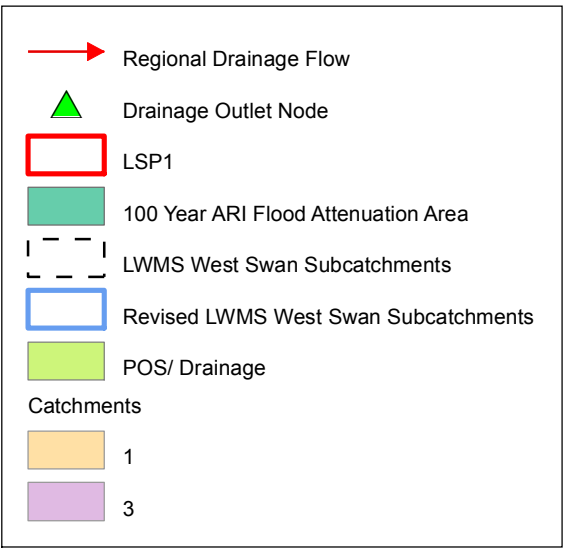 Regional Drainage Flow
Drainage Outlet Node
LSP1
100 Year ARI Flood Attenuation Area
LWMS West Swan Subcatchments
Revised LWMS West Swan Subcatchments
POS/ Drainage
Catchments
1
3